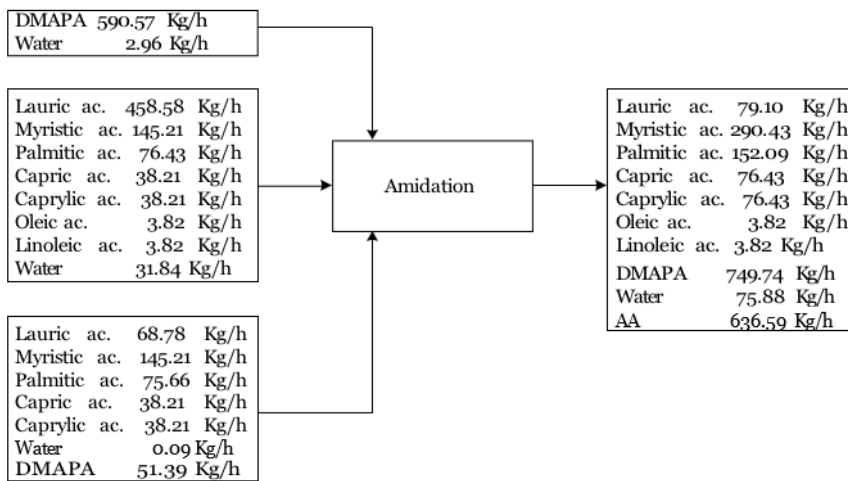 DMAPA 590.57 Kg/h
Water 2.96 Kg/h
Lauric ac. 458.58 Kg/h
Myristic ac. 145.21 Kg/h
Palmitic ac. 76.43 Kg/h
Capric ac. 38.21 Kg/h
Caprylic ac. 38.21 Kg/h
Oleic ac. 3.82 Kg/h
Linoleic ac. 3.82 Kg/h
Water 31.84 Kg/h
Lauric ac. 68.78 Kg/h
Myristic ac. 145.21 Kg/h
Palmitic ac. 75.66 Kg/h
Capric ac. 38.21 Kg/h
Caprylic ac. 38.21 Kg/h
Water 0.09 Kg/h
DMAPA 51.39 Kg/h
Amidation
Lauric ac. 79.10 Kg/h
Myristic ac. 290.43 Kg/h
Palmitic ac. 152.09 Kg/h
Capric ac. 76.43 Kg/h
Caprylic ac. 76.43 Kg/h
Oleic ac. 3.82 Kg/h
Linoleic ac. 3.82 Kg/h
DMAPA 749.74 Kg/h
Water 75.88 Kg/h
AA 636.59 Kg/h